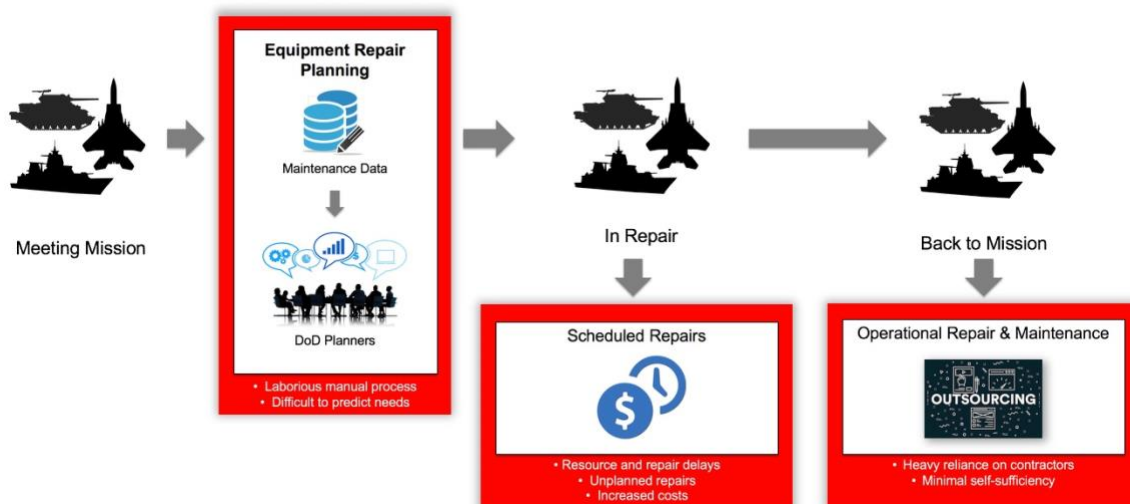 Equipment Repair
Planning
Maintenance Data
DoD Planners
• Laborious manual process
• Difficult to predict needs
Meeting Mission
In Repair
Back to Mission
Scheduled Repairs
$
• Resource and repair delays
• Unplanned repairs
• Increased costs
Operational Repair & Maintenance
OUTSOURCING
• Heavy reliance on contractors
• Minimal self-sufficiency